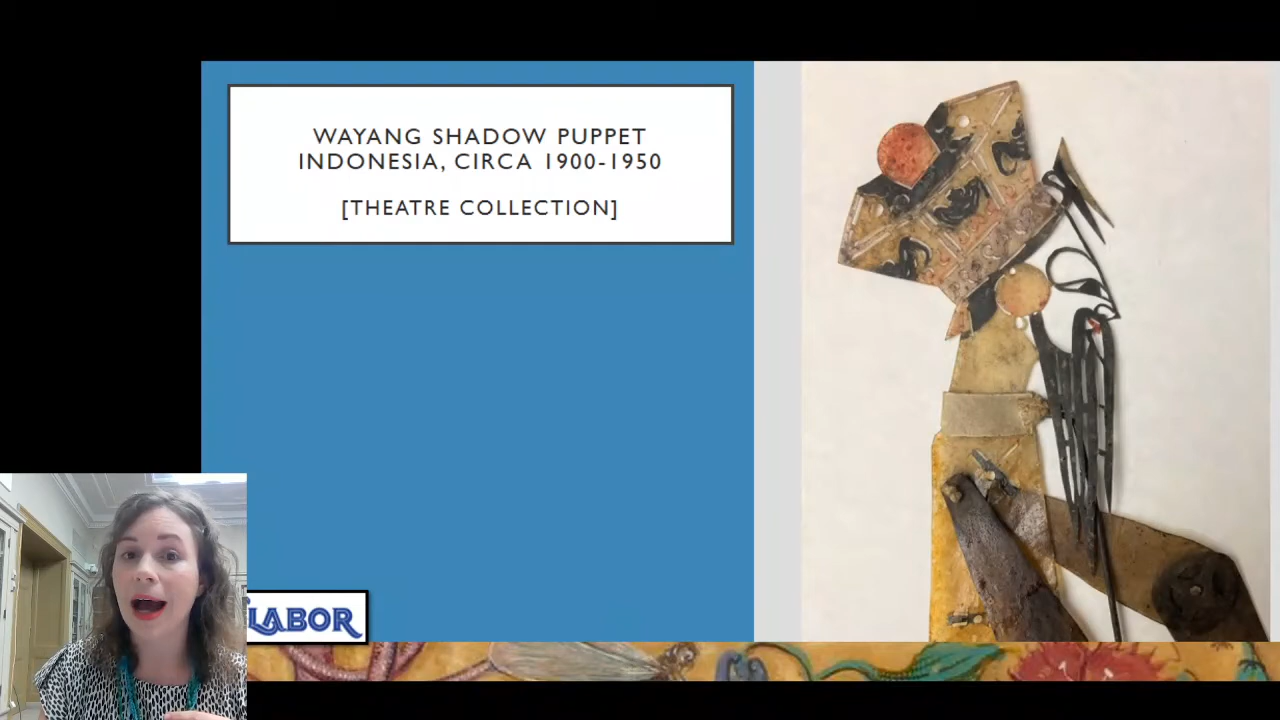 WAYANG SHADOW PUPPET
INDONESIA, CIRCA 1900-1950
[THEATRE COLLECTION]
LABOR